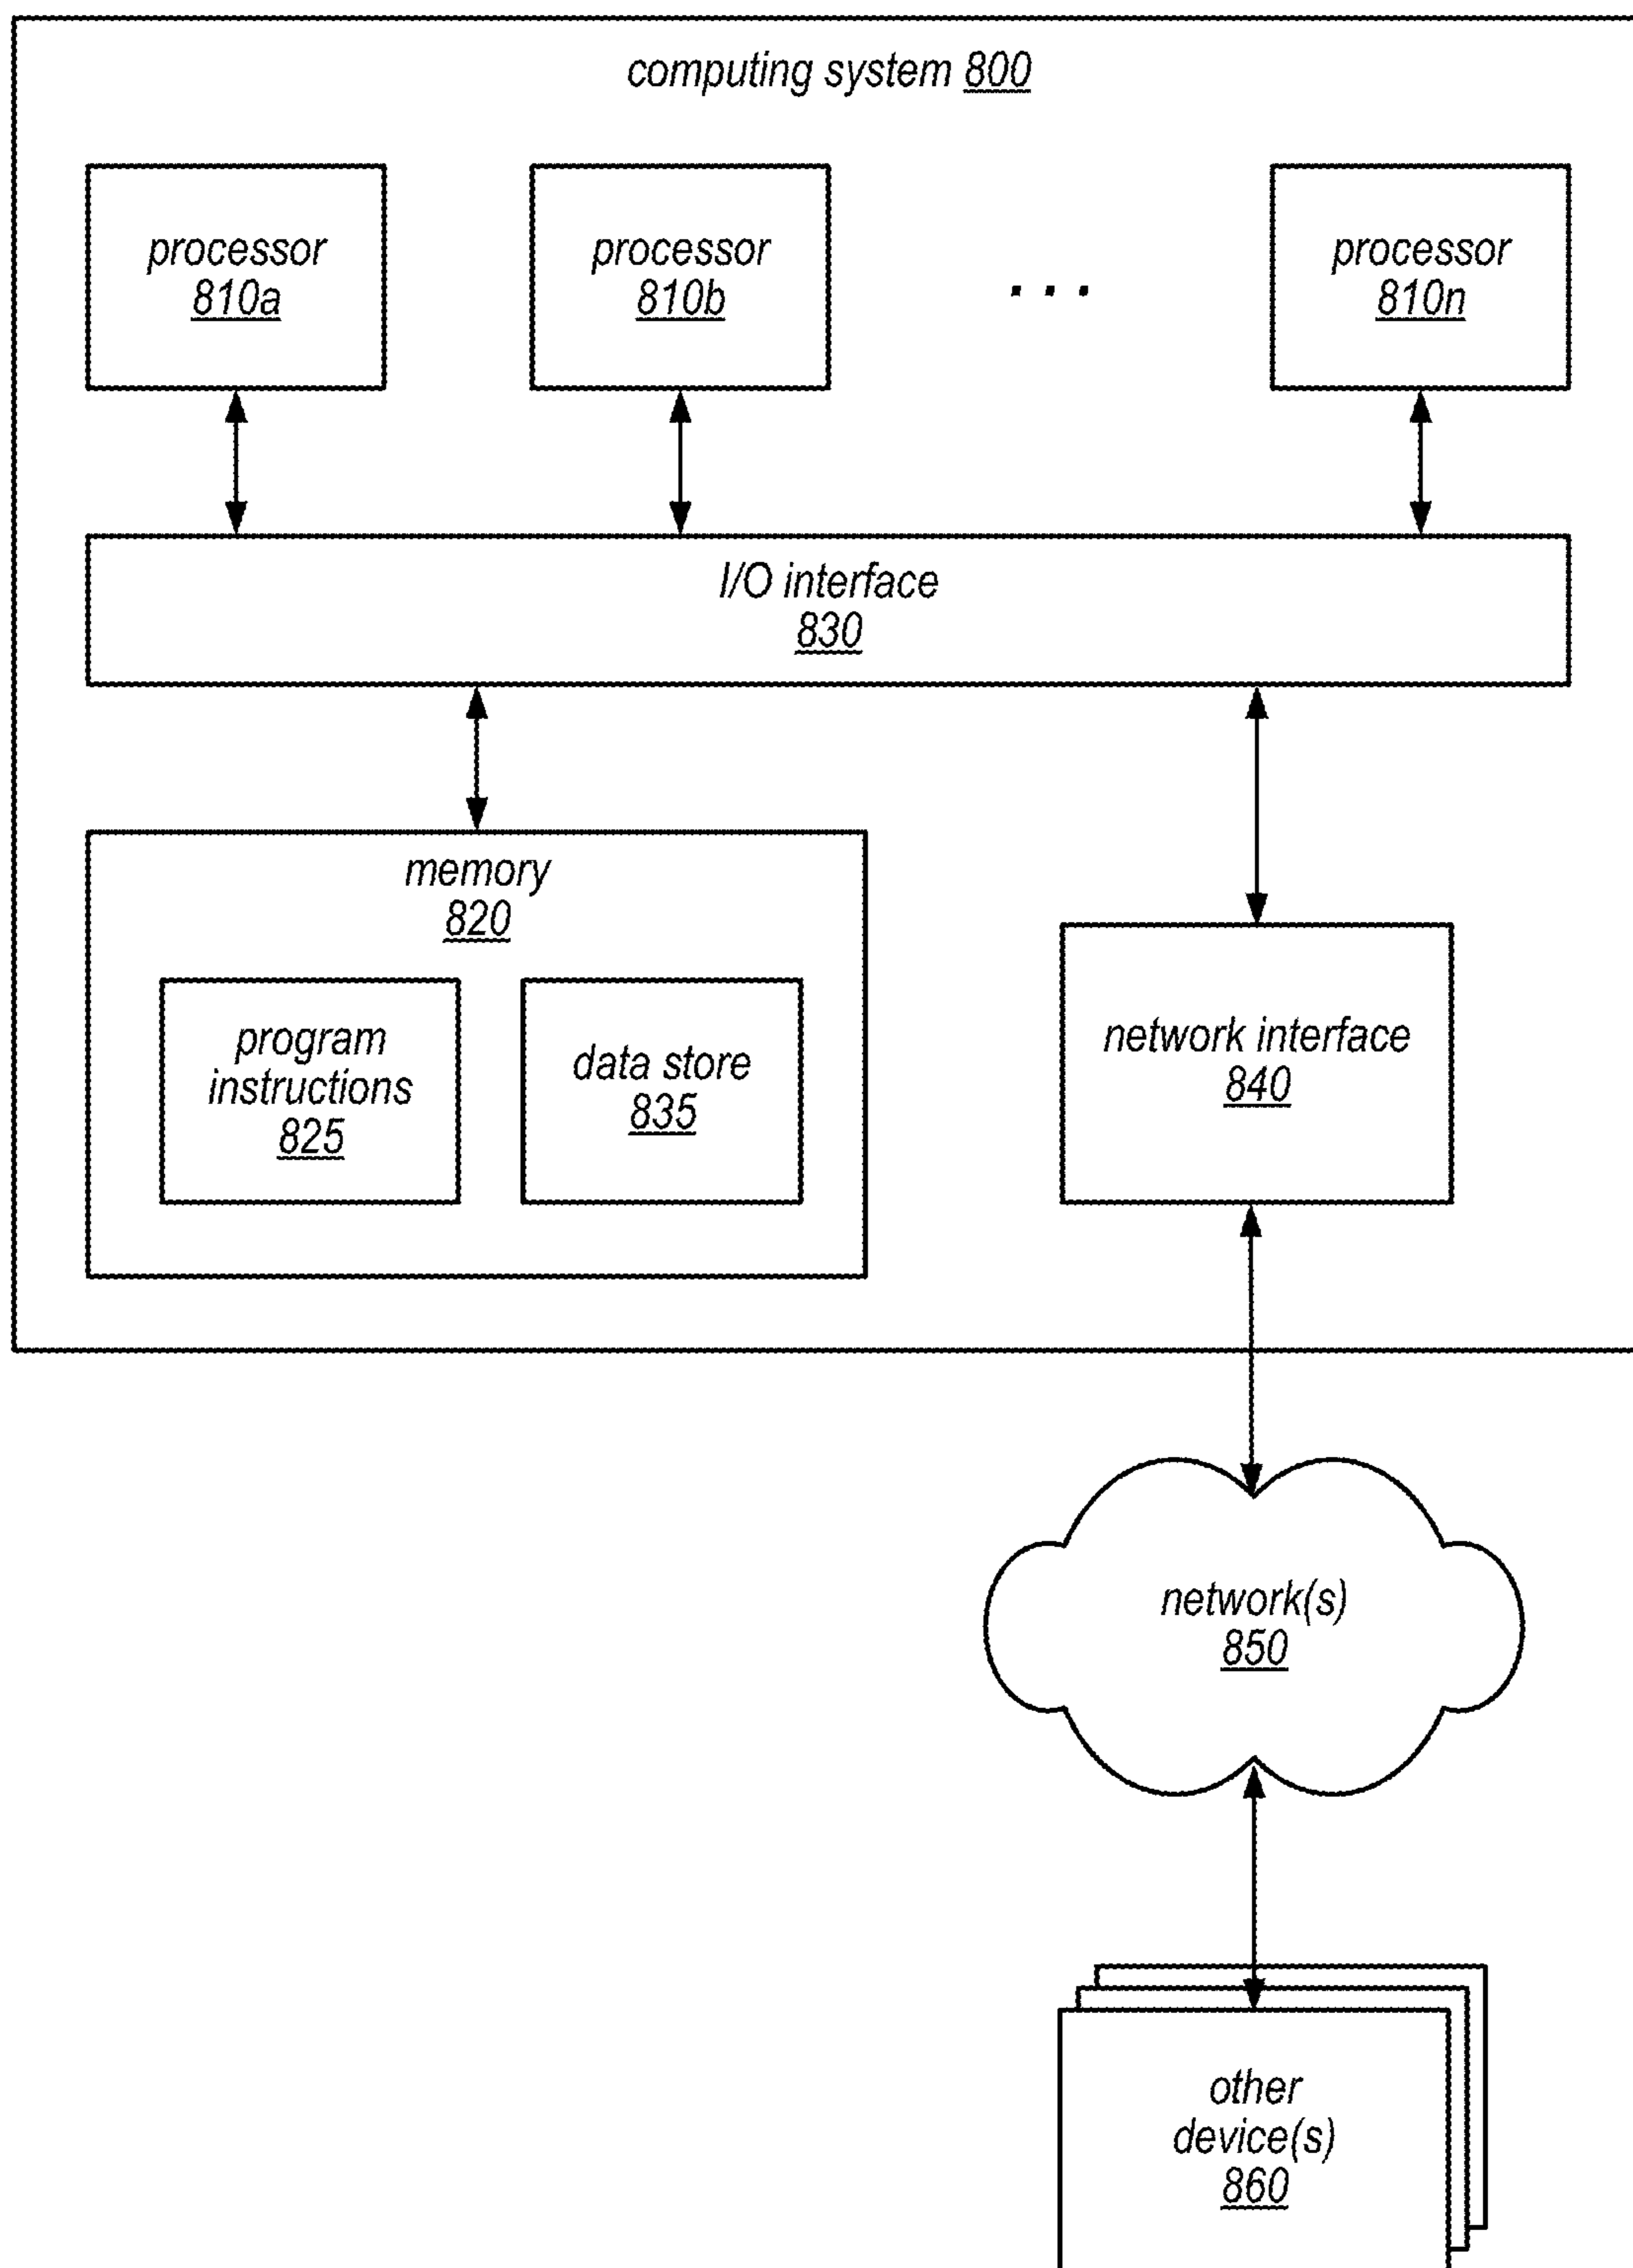 computing system 800
processor
810a
processor
810b
. . .
processor
810n
I/O interface
830
memory
820
program
instructions
825
data store
835
network interface
840
network(s)
850
other
device(s)
860